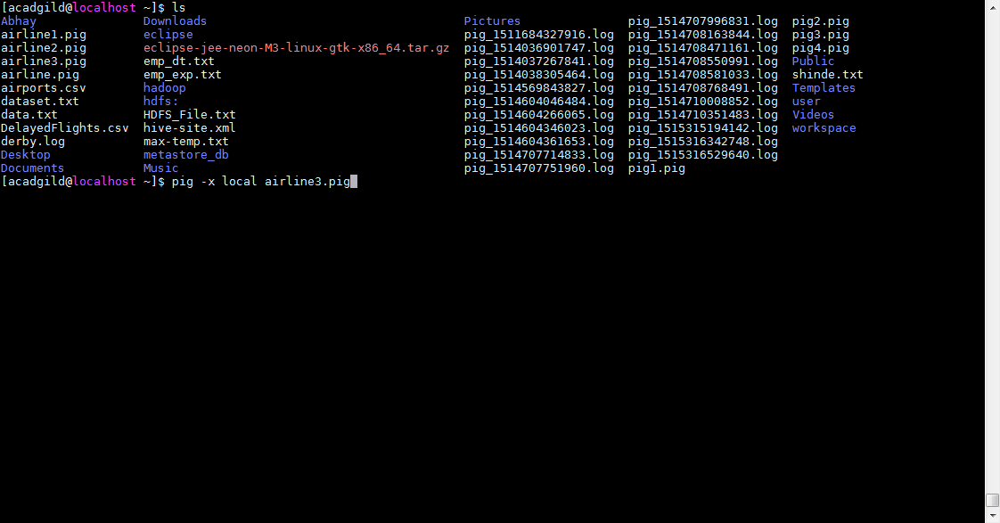 [acadgild@localhost ~]$ ls
Abhay Downloads Pictures pig_1514707996831.log pig2.pig
airline1.pig eclipse pig_1511684327916.log pig_1514708163844.log pig3.pig
airline2.pig eclipse-jee-neon-M3-linux-gtk-x86_64.tar.gz pig_1514036901747.log pig_1514708471161.log pig4.pig
airline3.pig emp_dt.txt pig_1514037267841.log pig_1514708550991.log Public
airline.pig emp_exp.txt pig_1514038305464.log pig_1514708581033.log shinde.txt
airports.csv hadoop pig_1514569843827.log pig_1514708768491.log Templates
dataset.txt hdfs: pig_1514604046484.log pig_1514710008852.log user
data.txt HDFS_File.txt pig_1514604266065.log pig_1514710351483.log Videos
DelayedFlights.csv hive-site.xml pig_1514604346023.log pig_1515315194142.log workspace
derby.log max-temp.txt pig_1514604361653.log pig_1515316342748.log
Desktop metastore_db pig_1514707714833.log pig_1515316529640.log
Documents Music pig_1514707751960.log pig1.pig
[acadgild@localhost ~]$ pig -x local airline3.pig